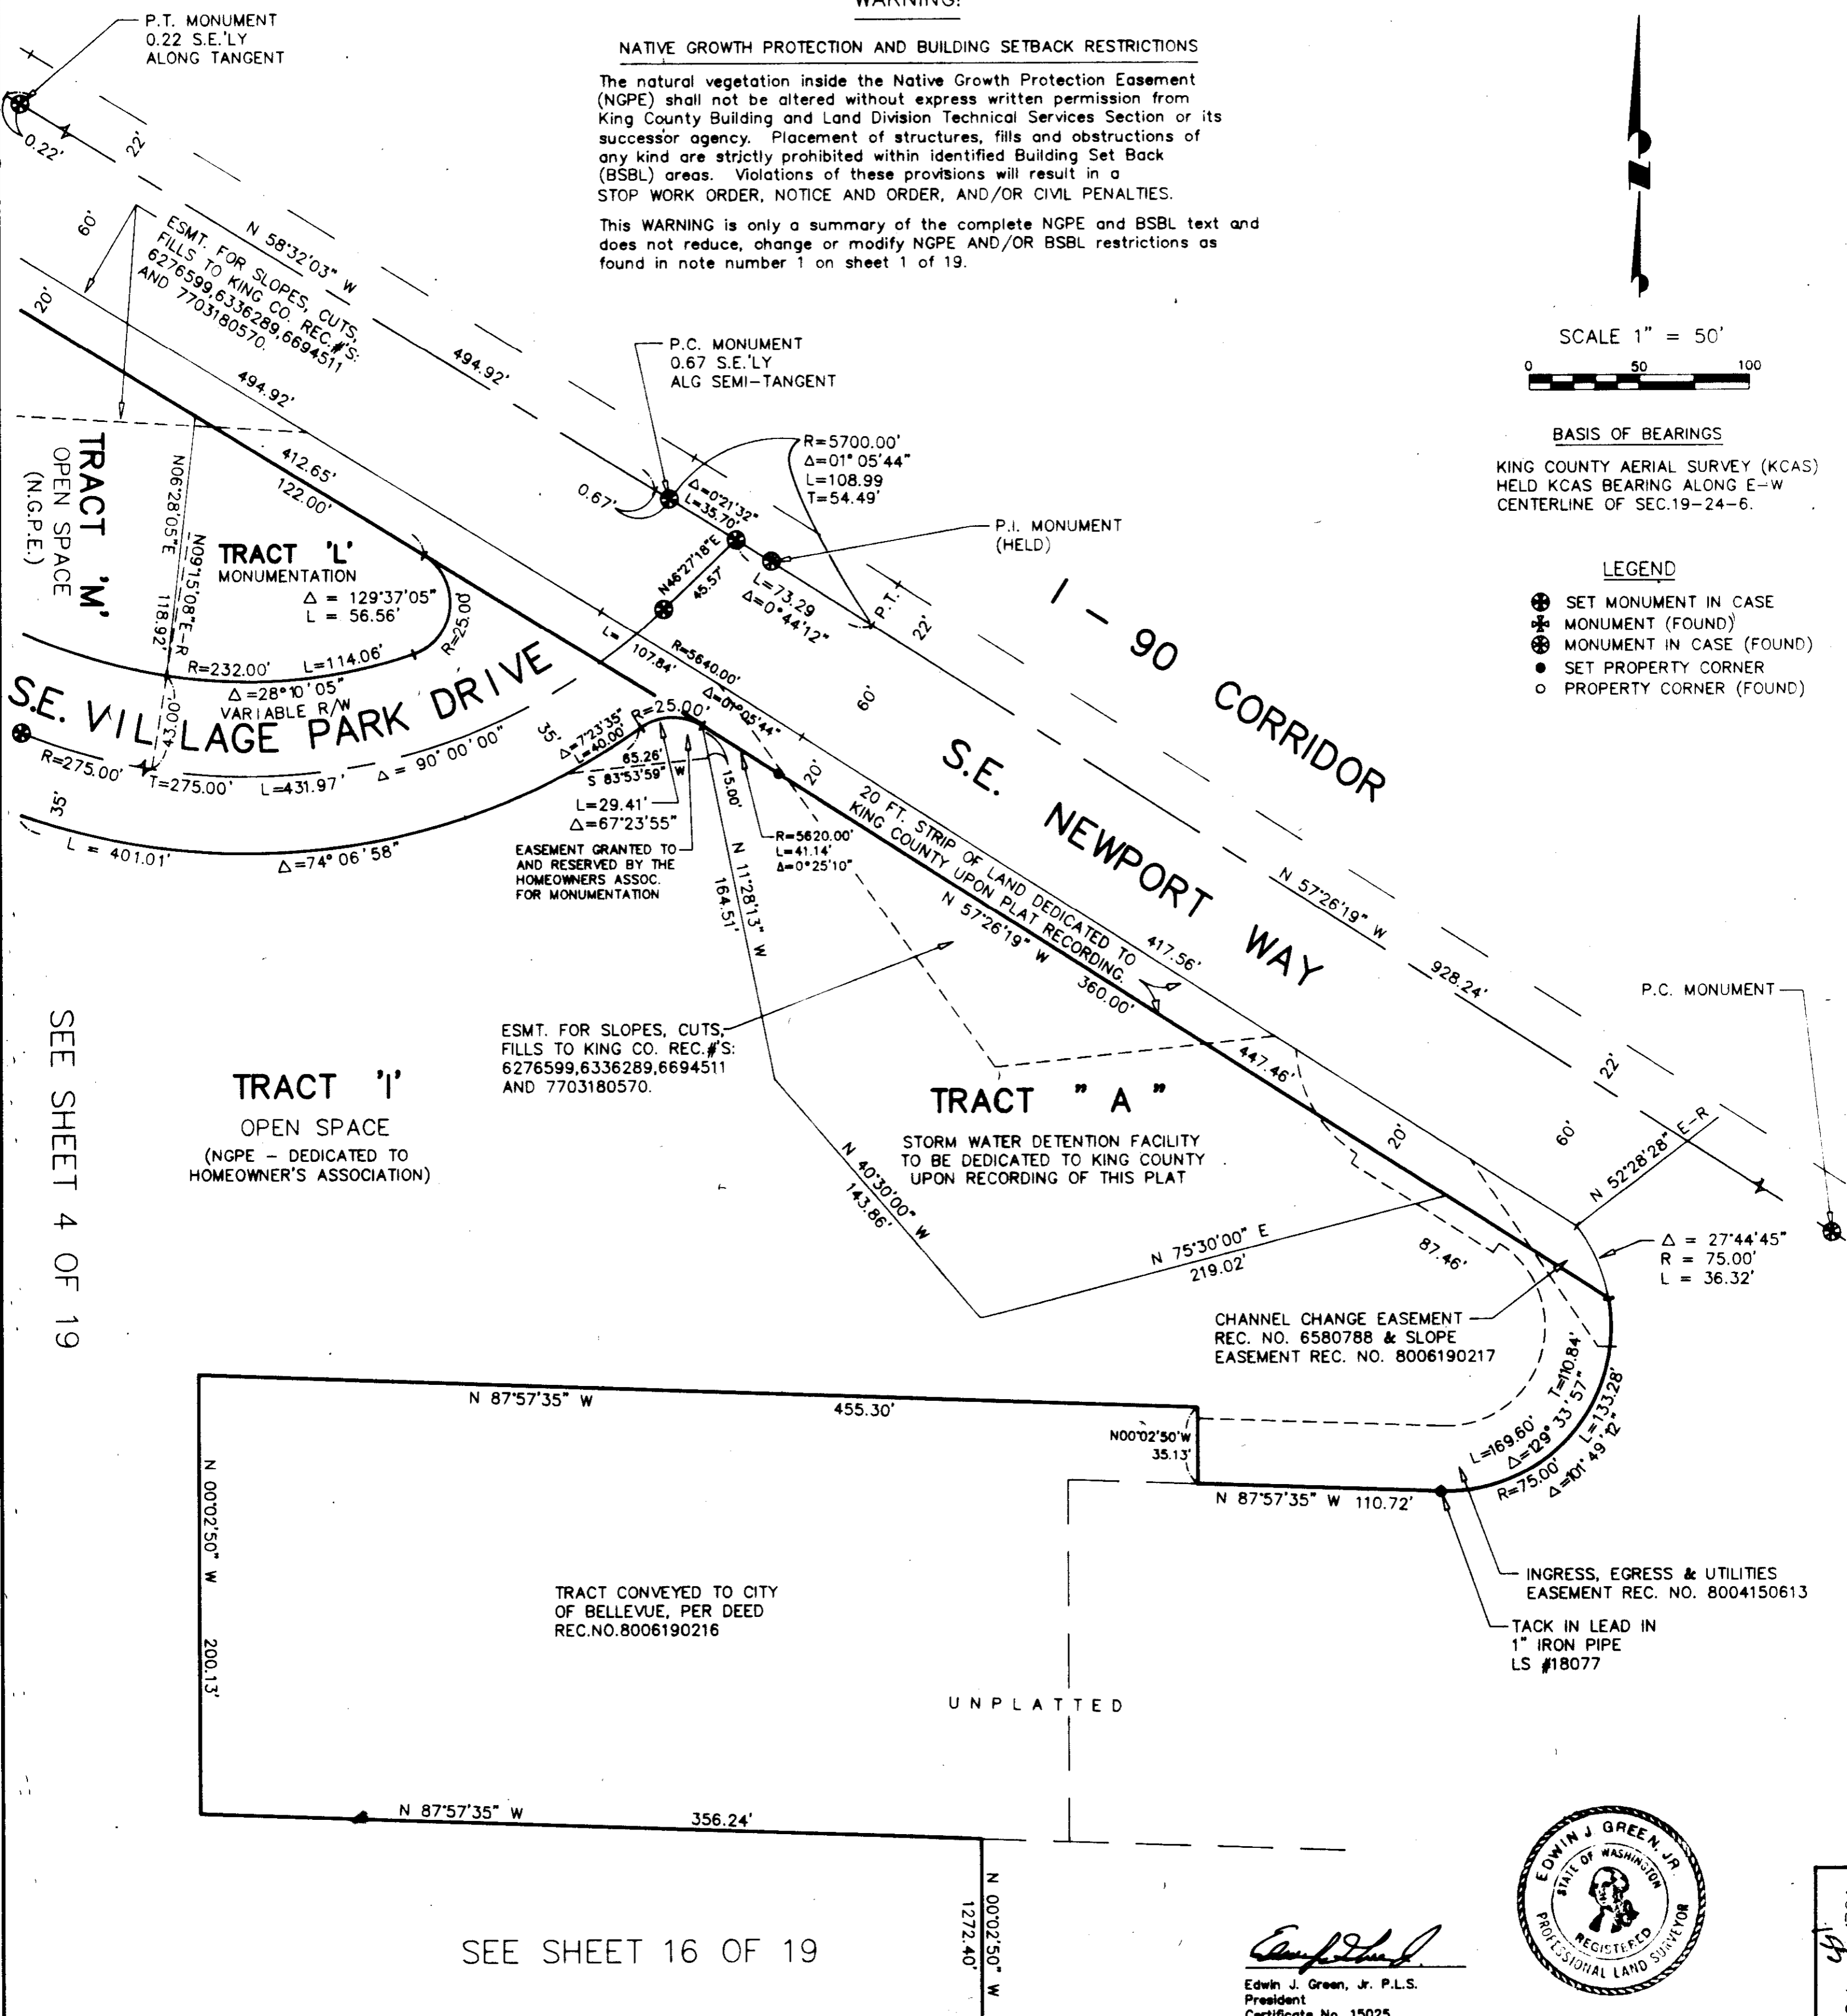 WARNING:
NATIVE GROWTH PROTECTION AND BUILDING SETBACK RESTRICTIONS
The natural vegetation inside the Native Growth Protection Easement
(NGPE) shall not be altered without express written permission from
King County Building and Land Division Technical Services Section or its
successor agency. Placement of structures, fills and obstructions of
any kind are strictly prohibited within identified Building Set Back
(BSBL) areas. Violations of these provisions will result in a
STOP WORK ORDER, NOTICE AND ORDER, AND/OR CIVIL PENALTIES.
This WARNING is only a summary of the complete NGPE and BSBL text and
does not reduce, change or modify NGPE AND/OR BSBL restrictions as
found in note number 1 on sheet 1 of 19.
P.T. MONUMENT
0.22 S.E.'LY
ALONG TANGENT
0.22'
22'
60'
20'
N 58°32'03" W
494.92'
ESMT. FOR SLOPES, CUTS,
FILLS TO KING CO. REC.#'S:
6276599,6336289,6694511
AND 7703180570.
494.92'
412.65'
122.00'
P.C. MONUMENT
0.67 S.E.'LY
ALG SEMI-TANGENT
R=5700.00'
Δ=01°05'44"
L=108.99
T=54.49'
0.67'
Δ=0°21'32"
L=35.70'
P.I. MONUMENT
(HELD)
N46°27'18"E
45.57'
L=73.29
Δ=0°44'12"
P.T.
22'
SCALE 1" = 50'
0 50 100
BASIS OF BEARINGS
KING COUNTY AERIAL SURVEY (KCAS)
HELD KCAS BEARING ALONG E-W
CENTERLINE OF SEC.19-24-6.
LEGEND
SET MONUMENT IN CASE
MONUMENT (FOUND)
MONUMENT IN CASE (FOUND)
SET PROPERTY CORNER
PROPERTY CORNER (FOUND)
TRACT 'M'
OPEN SPACE
(N.G.P.E.)
N06°28'05"E
118.92'
N09°15'08"E-R
TRACT 'L'
MONUMENTATION
Δ = 129°37'05"
L = 56.56'
R=25.00'
R=232.00' L=114.06'
Δ=28°10'05"
VARIABLE R/W
S.E. VILLAGE PARK DRIVE
43.00'
R=275.00' T=275.00' L=431.97' Δ = 90°00'00"
35'
35'
L = 401.01' Δ=74°06'58"
L=
107.84'
R=5640.00'
Δ=01°05'44"
R=25.00'
Δ=7°23'35"
L=40.00'
65.26'
S 83°53'59" W
15.00'
L=29.41'
Δ=67°23'55"
EASEMENT GRANTED TO
AND RESERVED BY THE
HOMEOWNERS ASSOC.
FOR MONUMENTATION
R=5620.00'
L=41.14'
Δ=0°25'10"
N 11°28'13" W
164.51'
20'
60'
I - 90 CORRIDOR
S.E. NEWPORT WAY
20 FT. STRIP OF LAND DEDICATED TO
KING COUNTY UPON PLAT RECORDING.
N 57°26'19" W
360.00'
417.56'
447.46'
N 57°26'19" W
928.24'
P.C. MONUMENT
22'
60'
20'
N 52°28'28" E-R
Δ = 27°44'45"
R = 75.00'
L = 36.32'
ESMT. FOR SLOPES, CUTS,
FILLS TO KING CO. REC.#'S:
6276599,6336289,6694511
AND 7703180570.
TRACT 'I'
OPEN SPACE
(NGPE - DEDICATED TO
HOMEOWNER'S ASSOCIATION)
SEE SHEET 4 OF 19
TRACT "A"
STORM WATER DETENTION FACILITY
TO BE DEDICATED TO KING COUNTY
UPON RECORDING OF THIS PLAT
N 40°30'00" W
143.86'
N 75°30'00" E
219.02'
87.46'
CHANNEL CHANGE EASEMENT
REC. NO. 6580788 & SLOPE
EASEMENT REC. NO. 8006190217
L=169.60'
Δ=129°33'57"
T=110.84'
R=75.00'
Δ=101°49'12"
L=133.28'
N 87°57'35" W 455.30'
N00°02'50"W
35.13'
N 87°57'35" W 110.72'
INGRESS, EGRESS & UTILITIES
EASEMENT REC. NO. 8004150613
TACK IN LEAD IN
1" IRON PIPE
LS #18077
N 00°02'50" W 200.13'
TRACT CONVEYED TO CITY
OF BELLEVUE, PER DEED
REC.NO.8006190216
UNPLATTED
N 87°57'35" W 356.24'
N 00°02'50" W
1272.40'
SEE SHEET 16 OF 19
EDWIN J GREEN, JR.
STATE OF WASHINGTON
REGISTERED
PROFESSIONAL LAND SURVEYOR
Edwin J. Green, Jr. P.L.S.
President
Certificate No. 15025